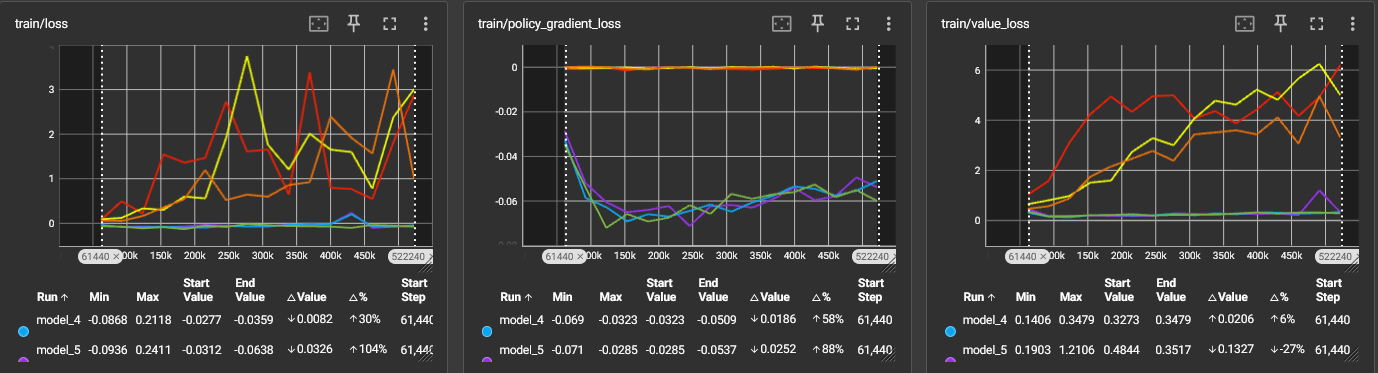 train/loss
3
2
1
0
61440 ×
00k
150k
200k
250k
300k
350k
400k
450k
522240 ×
Run ↑ Min Max Start Value End Value △Value △% Start Step
model_4 -0.0868 0.2118 -0.0277 -0.0359 ↓0.0082 ↑30% 61,440
model_5 -0.0936 0.2411 -0.0312 -0.0638 ↓0.0326 ↑104% 61,440
train/policy_gradient_loss
0
-0.02
-0.04
-0.06
-0.08
61440 ×
00k
150k
200k
250k
300k
350k
400k
450k
522240 ×
Run ↑ Min Max Start Value End Value △Value △% Start Step
model_4 -0.069 -0.0323 -0.0323 -0.0509 ↓0.0186 ↑58% 61,440
model_5 -0.071 -0.0285 -0.0285 -0.0537 ↓0.0252 ↑88% 61,440
train/value_loss
6
4
2
0
61440 ×
00k
150k
200k
250k
300k
350k
400k
450k
522240 ×
Run ↑ Min Max Start Value End Value △Value △% Start Step
model_4 0.1406 0.3479 0.3273 0.3479 ↑0.0206 ↑6% 61,440
model_5 0.1903 1.2106 0.4844 0.3517 ↓0.1327 ↓-27% 61,440